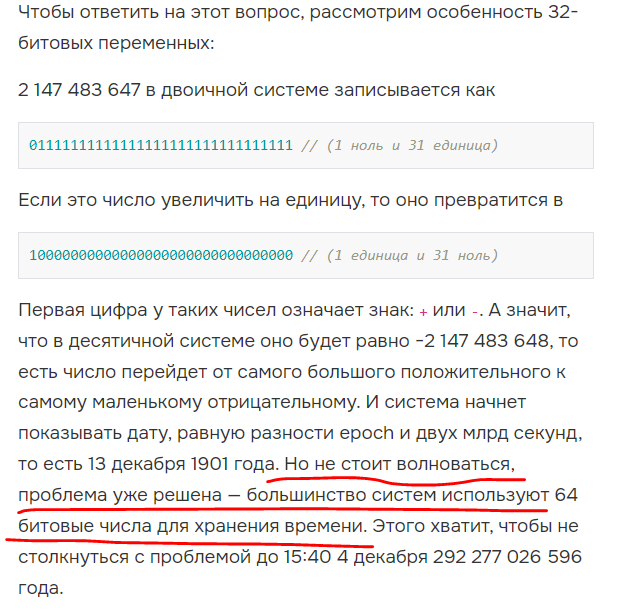 Чтобы ответить на этот вопрос, рассмотрим особенность 32-
битовых переменных:
2 147 483 647 в двоичной системе записывается как
01111111111111111111111111111111 // (1 ноль и 31 единица)
Если это число увеличить на единицу, то оно превратится в
10000000000000000000000000000000 // (1 единица и 31 ноль)
Первая цифра у таких чисел означает знак: + или -. А значит,
что в десятичной системе оно будет равно −2 147 483 648, то
есть число перейдет от самого большого положительного к
самому маленькому отрицательному. И система начнет
показывать дату, равную разности epoch и двух млрд секунд,
то есть 13 декабря 1901 года. Но не стоит волноваться,
проблема уже решена — большинство систем используют 64
битовые числа для хранения времени. Этого хватит, чтобы не
столкнуться с проблемой до 15:40 4 декабря 292 277 026 596
года.